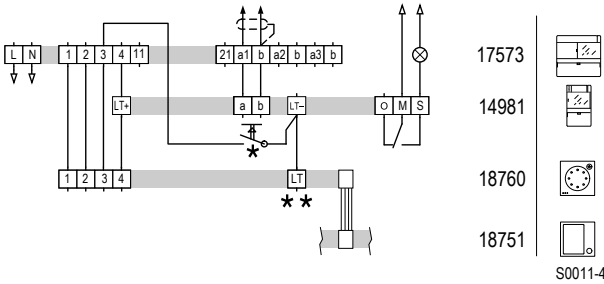 L N 1 2 3 4 11 21 a1 b a2 b a3 b 17573
LT+ a b LT– O M S 14981
*
1 2 3 4 LT 18760
* *
18751
S0011-4